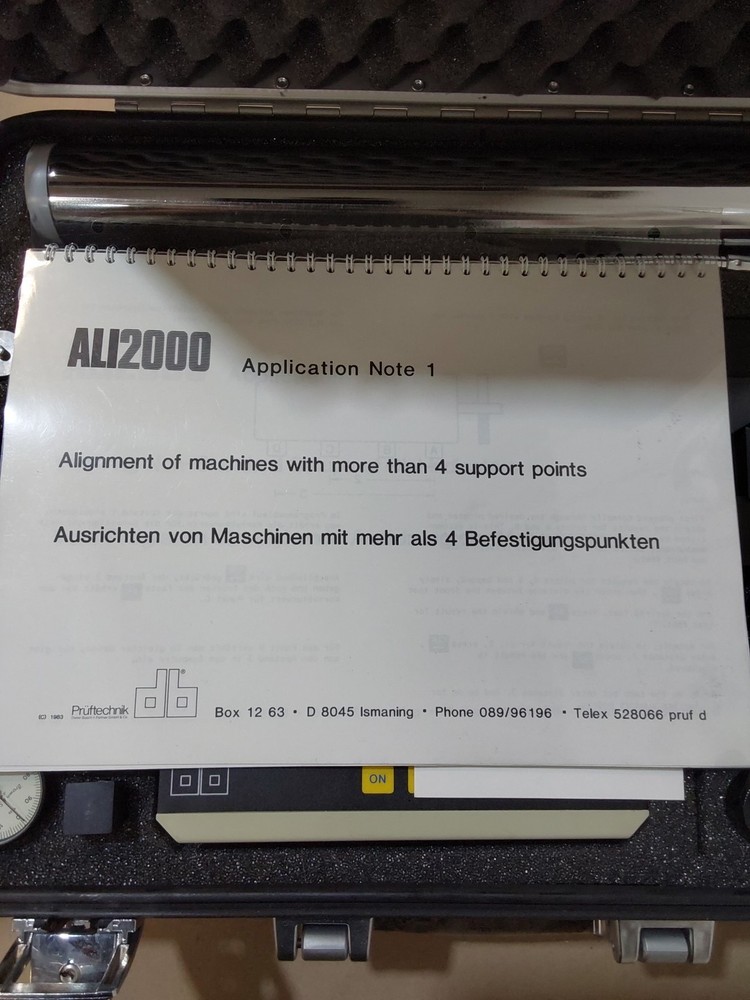 ALI2000 Application Note 1
Alignment of machines with more than 4 support points
Ausrichten von Maschinen mit mehr als 4 Befestigungspunkten
(C) 1983 Prüftechnik
Box 12 63 • D 8045 Ismaning • Phone 089/96196 • Telex 528066 pruf d
ON